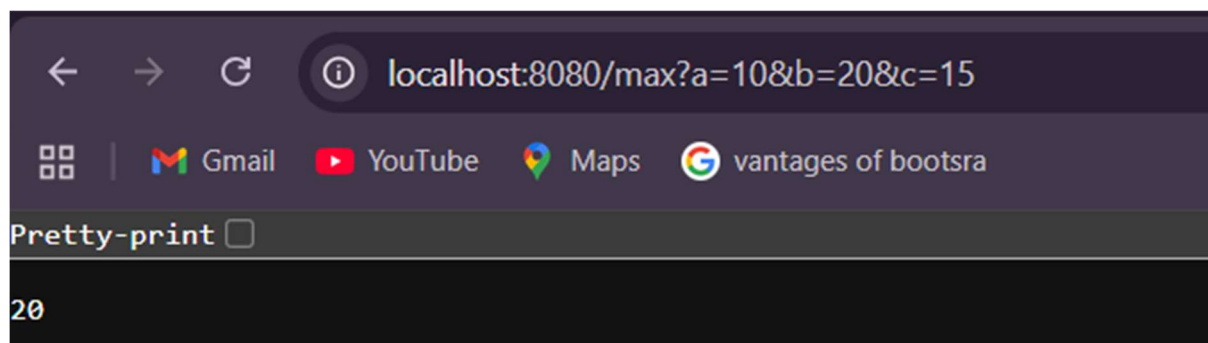 localhost:8080/max?a=10&b=20&c=15
Gmail YouTube Maps vantages of bootsra
Pretty-print
20